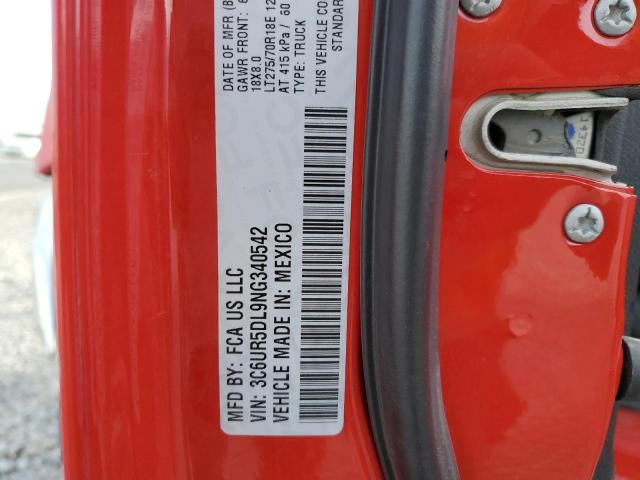 MFD BY: FCA US LLC
DATE OF MFR
GAWR FRONT:
18X8.0
LT275/70R18E
AT 415 kPa / 60
TYPE: TRUCK
THIS VEHICLE
STANDARD
VIN: 3C6UR5DL9NG340542
VEHICLE MADE IN: MEXICO